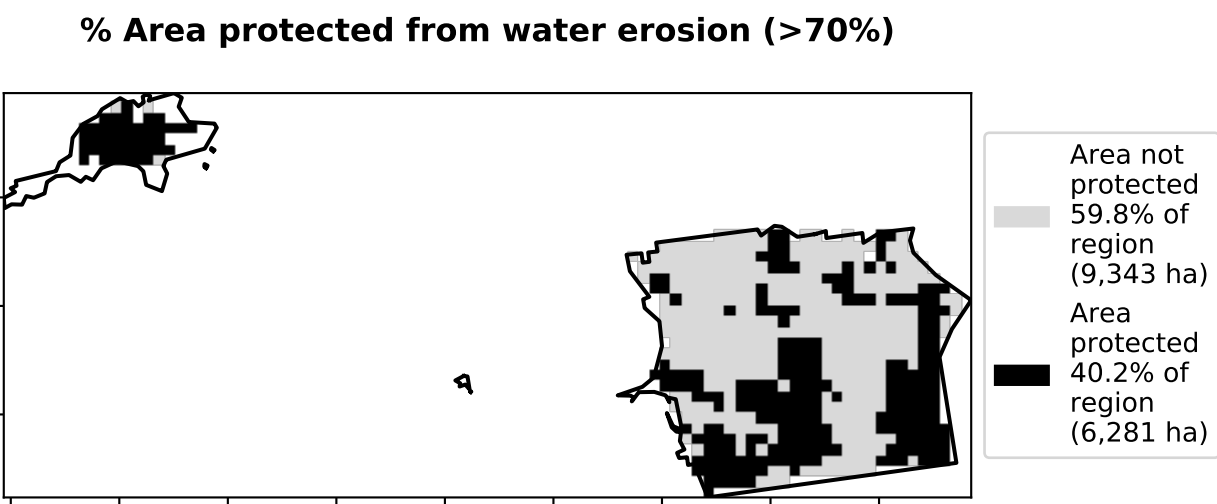 % Area protected from water erosion (>70%)
Area not
protected
59.8% of
region
(9,343 ha)
Area
protected
40.2% of
region
(6,281 ha)